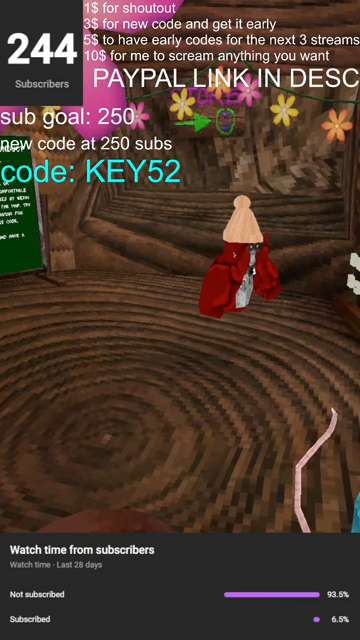 1$ for shoutout
3$ for new code and get it early
5$ to have early codes for the next 3 streams
10$ for me to scream anything you want
244
Subscribers
PAYPAL LINK IN DESC
sub goal: 250
new code at 250 subs
code: KEY52
Watch time from subscribers
Watch time · Last 28 days
Not subscribed 93.5%
Subscribed 6.5%